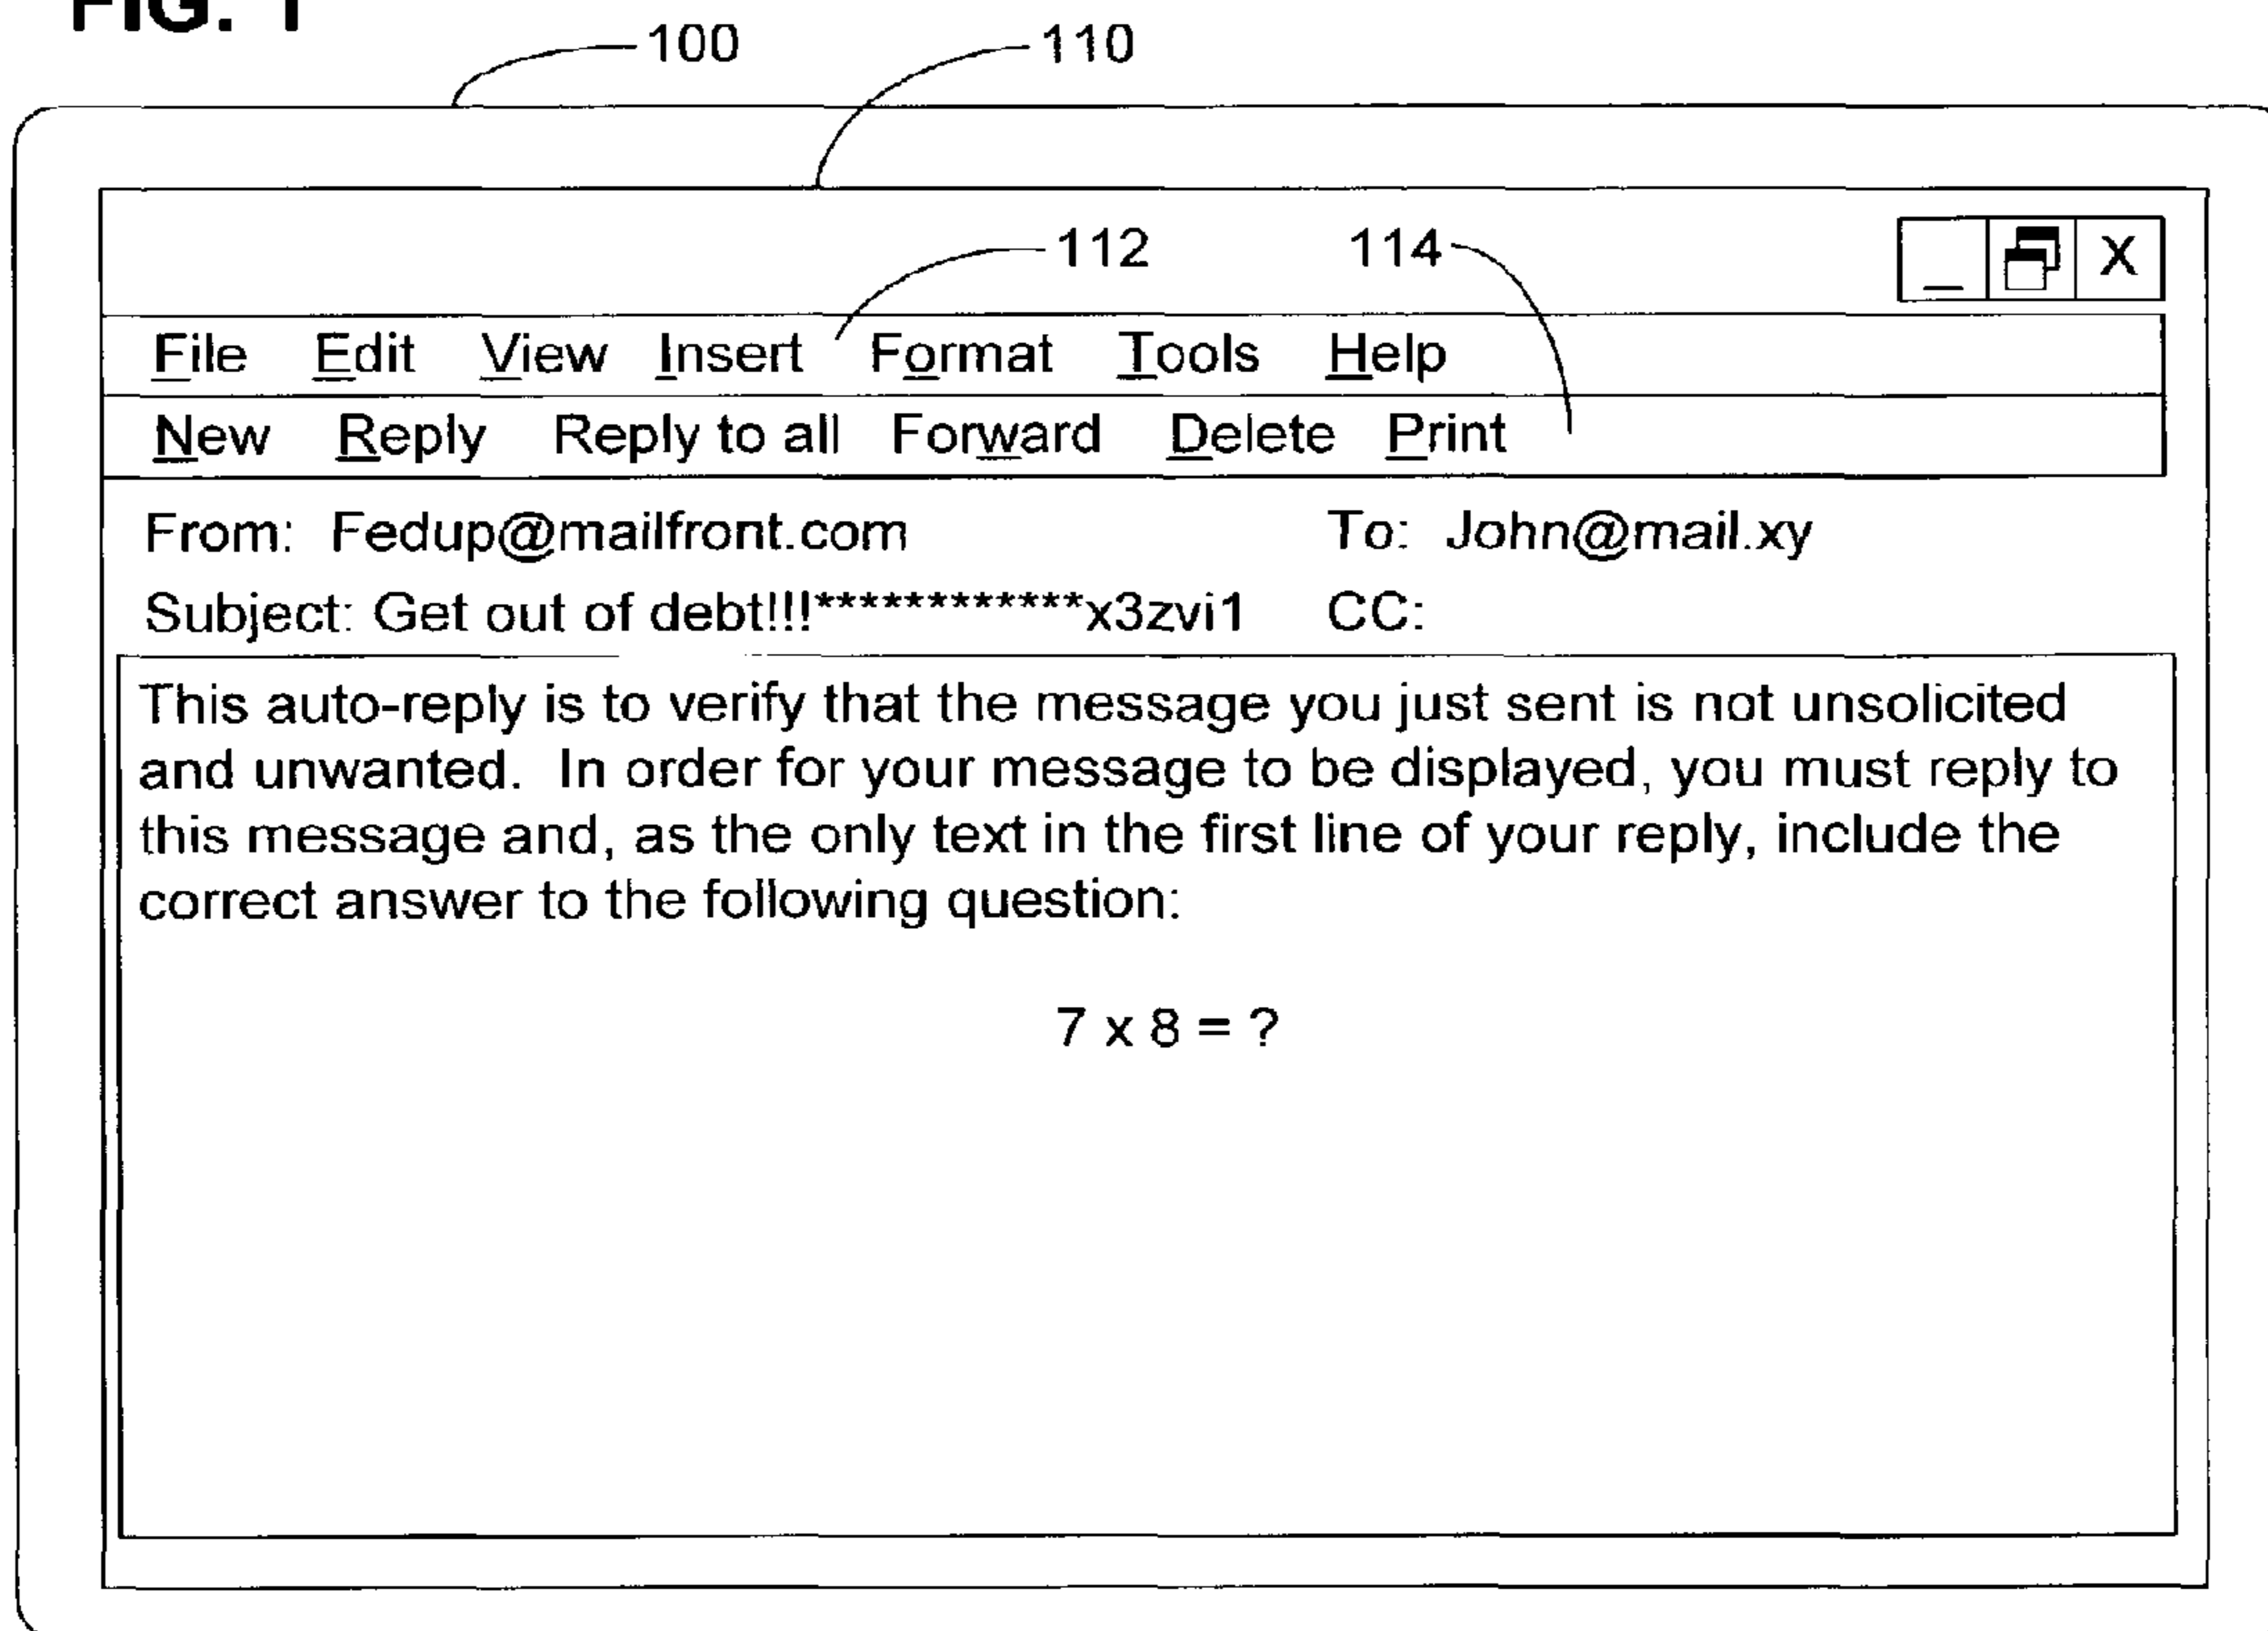 FIG. 1
100 110
112 114
X
File Edit View Insert Format Tools Help
New Reply Reply to all Forward Delete Print
From: Fedup@mailfront.com To: John@mail.xy
Subject: Get out of debt!!!************x3zvi1 CC:
This auto-reply is to verify that the message you just sent is not unsolicited
and unwanted. In order for your message to be displayed, you must reply to
this message and, as the only text in the first line of your reply, include the
correct answer to the following question:
7 x 8 = ?